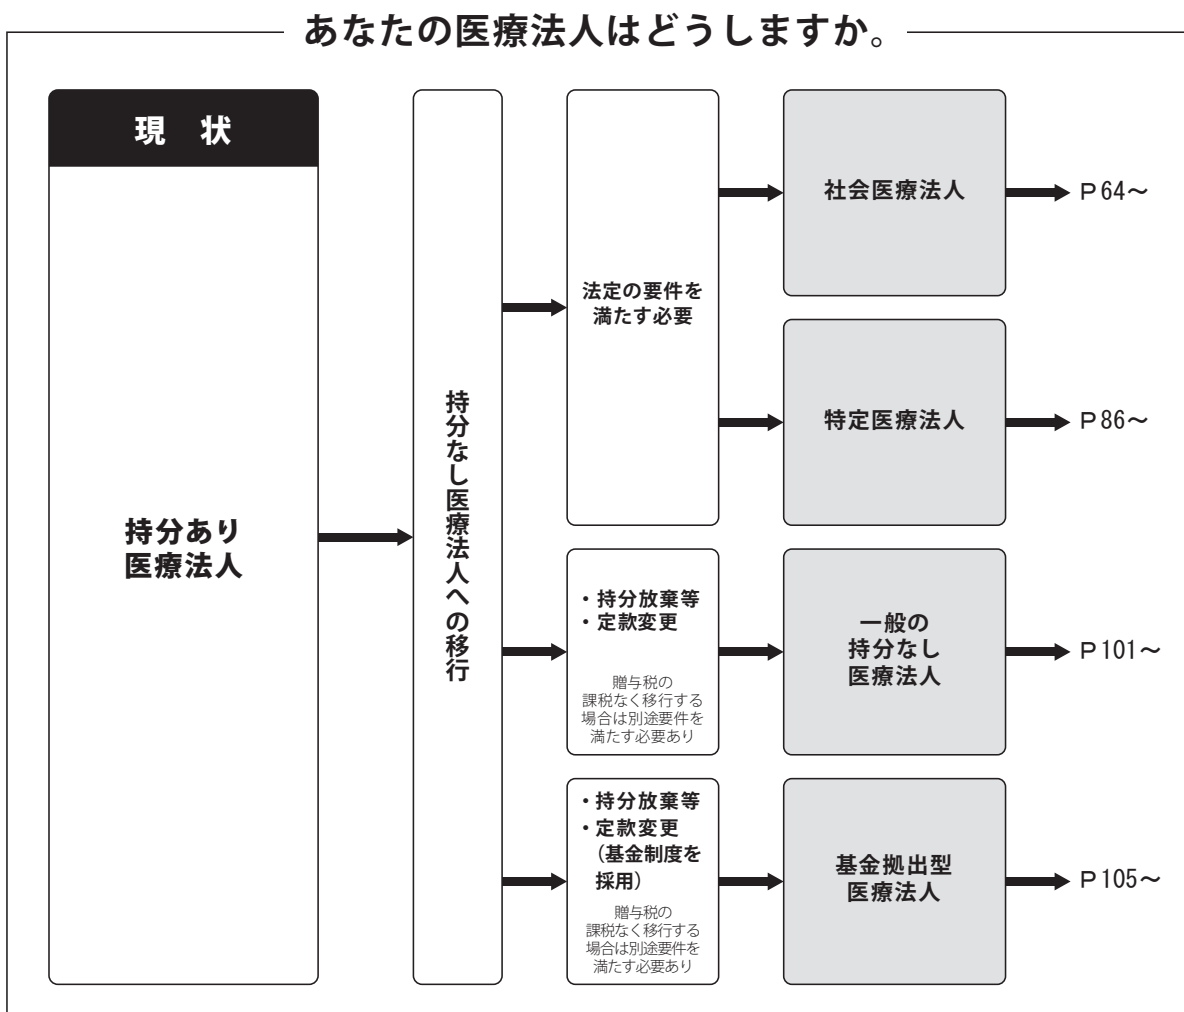 あなたの医療法人はどうしますか。
現　状
持分あり
医療法人
持分なし医療法人への移行
法定の要件を
満たす必要
社会医療法人
Ｐ64～
特定医療法人
Ｐ86～
・持分放棄等
・定款変更
贈与税の
課税なく移行する
場合は別途要件を
満たす必要あり
一般の
持分なし
医療法人
Ｐ101～
・持分放棄等
・定款変更
（基金制度を
採用）
贈与税の
課税なく移行する
場合は別途要件を
満たす必要あり
基金拠出型
医療法人
Ｐ105～